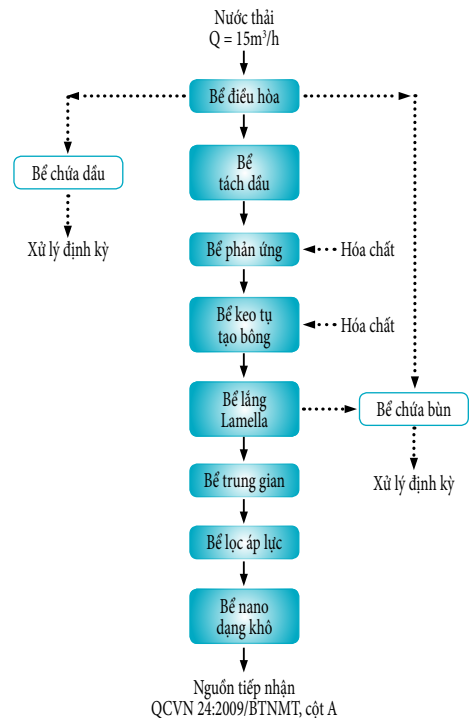 Nước thải
Q = 15m³/h
Bể điều hòa
Bể chứa dầu
Bể
tách dầu
Xử lý định kỳ
Bể phản ứng
Hóa chất
Bể keo tụ
tạo bông
Hóa chất
Bể lắng
Lamella
Bể chứa bùn
Bể trung gian
Xử lý định kỳ
Bể lọc áp lực
Bể nano
dạng khô
Nguồn tiếp nhận
QCVN 24:2009/BTNMT, cột A